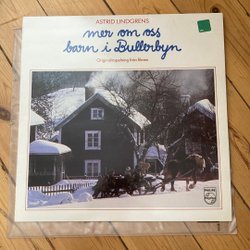 ASTRID LINDGRENS
mer om oss
barn i Bullerbyn
Originalinspelning från filmen
PHILIPS